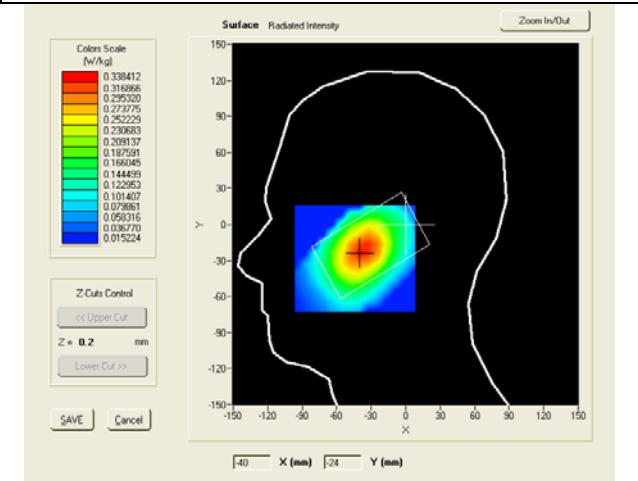 Surface Radiated Intensity
Zoom In/Out
Colors Scale
(W/kg)
0.338412
0.316866
0.295320
0.273775
0.252229
0.230683
0.209137
0.187591
0.166045
0.144499
0.122953
0.101407
0.079861
0.058316
0.036770
0.015224
Z-Cuts Control
<< Upper Cut
Z = 0.2 mm
Lower Cut >>
SAVE Cancel
150
120
90
60
30
0
-30
-60
-90
-120
-150
Y
-150 -120 -90 -60 -30 0 30 60 90 120 150
X
-40 X (mm) -24 Y (mm)